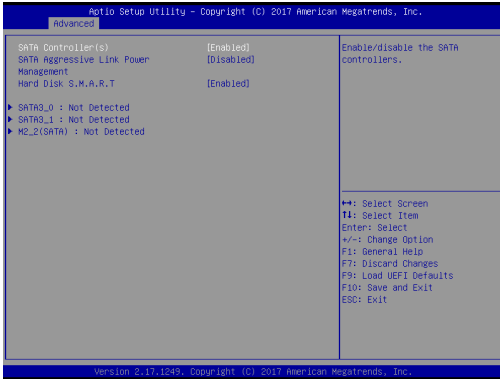 Aptio Setup Utility – Copyright (C) 2017 American Megatrends, Inc.
Advanced
SATA Controller(s) [Enabled]
SATA Aggressive Link Power [Disabled]
Management
Hard Disk S.M.A.R.T [Enabled]
SATA3_0 : Not Detected
SATA3_1 : Not Detected
M2_2(SATA) : Not Detected
Enable/disable the SATA
controllers.
↔: Select Screen
↑↓: Select Item
Enter: Select
+/-: Change Option
F1: General Help
F7: Discard Changes
F9: Load UEFI Defaults
F10: Save and Exit
ESC: Exit
Version 2.17.1249. Copyright (C) 2017 American Megatrends, Inc.